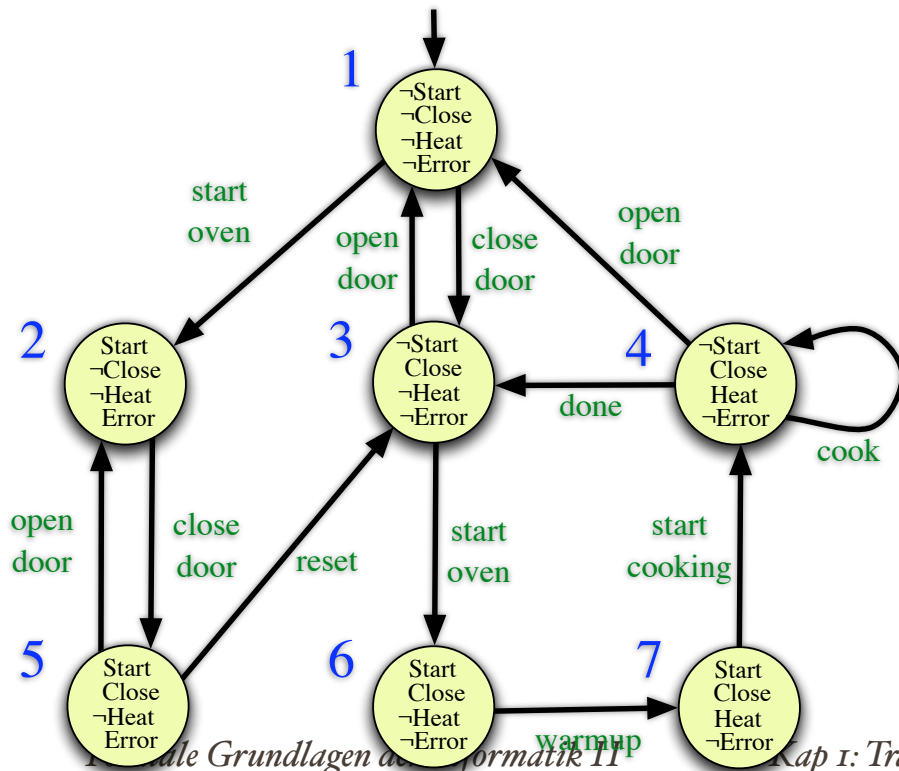 1
¬Start
¬Close
¬Heat
¬Error
start
oven
open
door
close
door
open
door
2
Start
¬Close
¬Heat
Error
3
¬Start
Close
¬Heat
¬Error
4
¬Start
Close
Heat
¬Error
done
cook
open
door
close
door
reset
start
oven
start
cooking
5
Start
Close
¬Heat
Error
6
Start
Close
¬Heat
¬Error
7
Start
Close
Heat
¬Error
warmup
Grundlagen II
Kap 1: